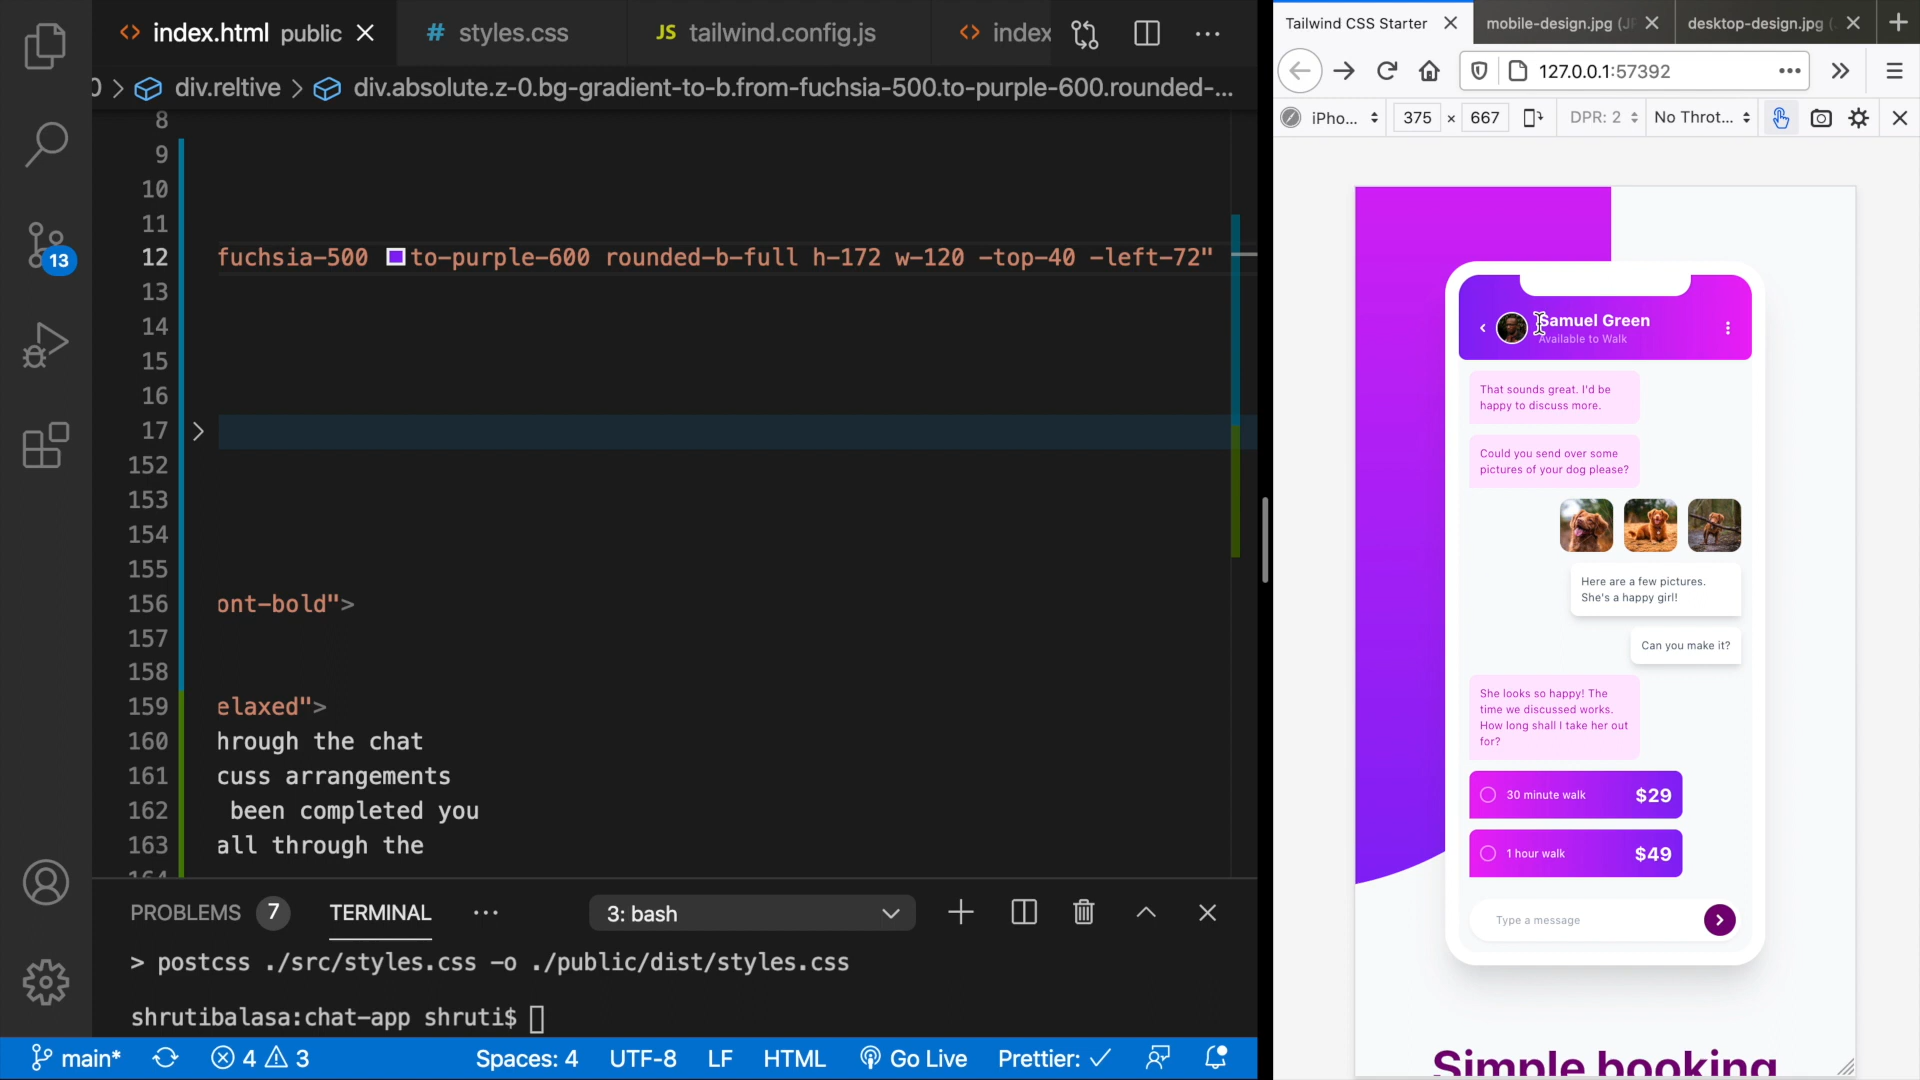 index.html public
# styles.css
JS tailwind.config.js
index
div.reltive
div.absolute.z-0.bg-gradient-to-b.from-fuchsia-500.to-purple-600.rounded-...
8
9
10
11
12 fuchsia-500 to-purple-600 rounded-b-full h-172 w-120 -top-40 -left-72"
13
14
15
16
17
152
153
154
155
156 ont-bold">
157
158
159 elaxed">
160 hrough the chat
161 cuss arrangements
162 been completed you
163 all through the
164
13
PROBLEMS 7 TERMINAL ... 3: bash
> postcss ./src/styles.css -o ./public/dist/styles.css
shrutibalasa:chat-app shruti$
main* 4 3 Spaces: 4 UTF-8 LF HTML Go Live Prettier: ✓
Tailwind CSS Starter
mobile-design.jpg (J
desktop-design.jpg (
127.0.0.1:57392
iPho... 375 × 667 DPR: 2 No Throt...
Samuel Green
Available to Walk
That sounds great. I'd be
happy to discuss more.
Could you send over some
pictures of your dog please?
Here are a few pictures.
She's a happy girl!
Can you make it?
She looks so happy! The
time we discussed works.
How long shall I take her out
for?
30 minute walk $29
1 hour walk $49
Type a message
Simple booking